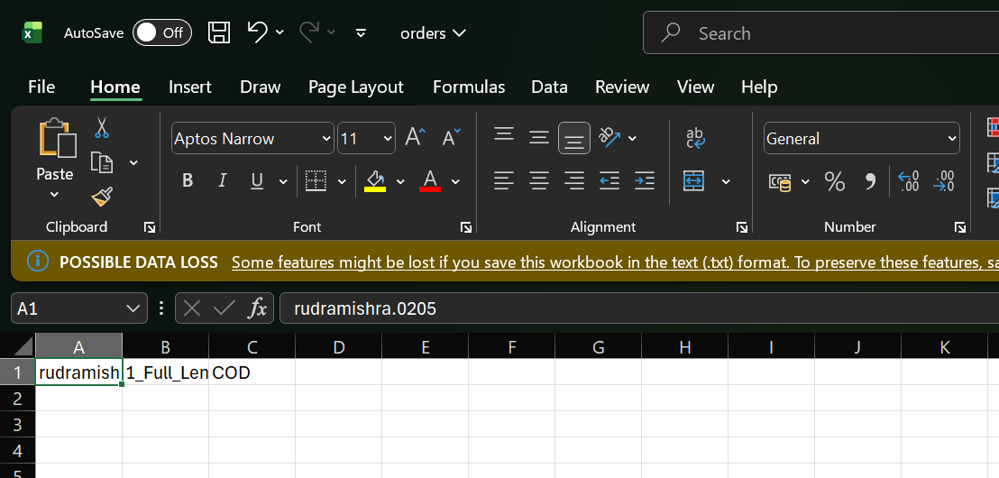 AutoSave Off orders Search
File Home Insert Draw Page Layout Formulas Data Review View Help
Aptos Narrow 11 General
Paste
B I U A % .00
Clipboard Font Alignment Number
POSSIBLE DATA LOSS Some features might be lost if you save this workbook in the text (.txt) format. To preserve these features, sa
A1 fx rudramishra.0205
A B C D E F G H I J K
1 rudramish 1_Full_Len COD
2
3
4
5